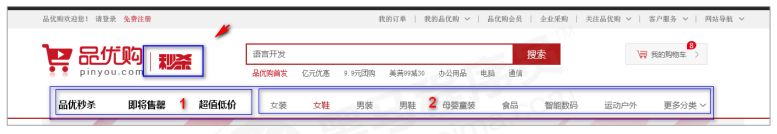 品优购欢迎您！ 请登录 免费注册 我的订单 我的品优购 品优购会员 企业采购 关注品优购 客户服务 网站导航
品优购 秒杀
pinyou.com
语言开发 搜索
我的购物车 8
品优购首发 亿元优惠 9.9元团购 美满99减30 办公用品 电脑 通信
品优秒杀 即将售罄 1 超值低价 女装 女鞋 男装 男鞋 2 母婴童装 食品 智能数码 运动户外 更多分类